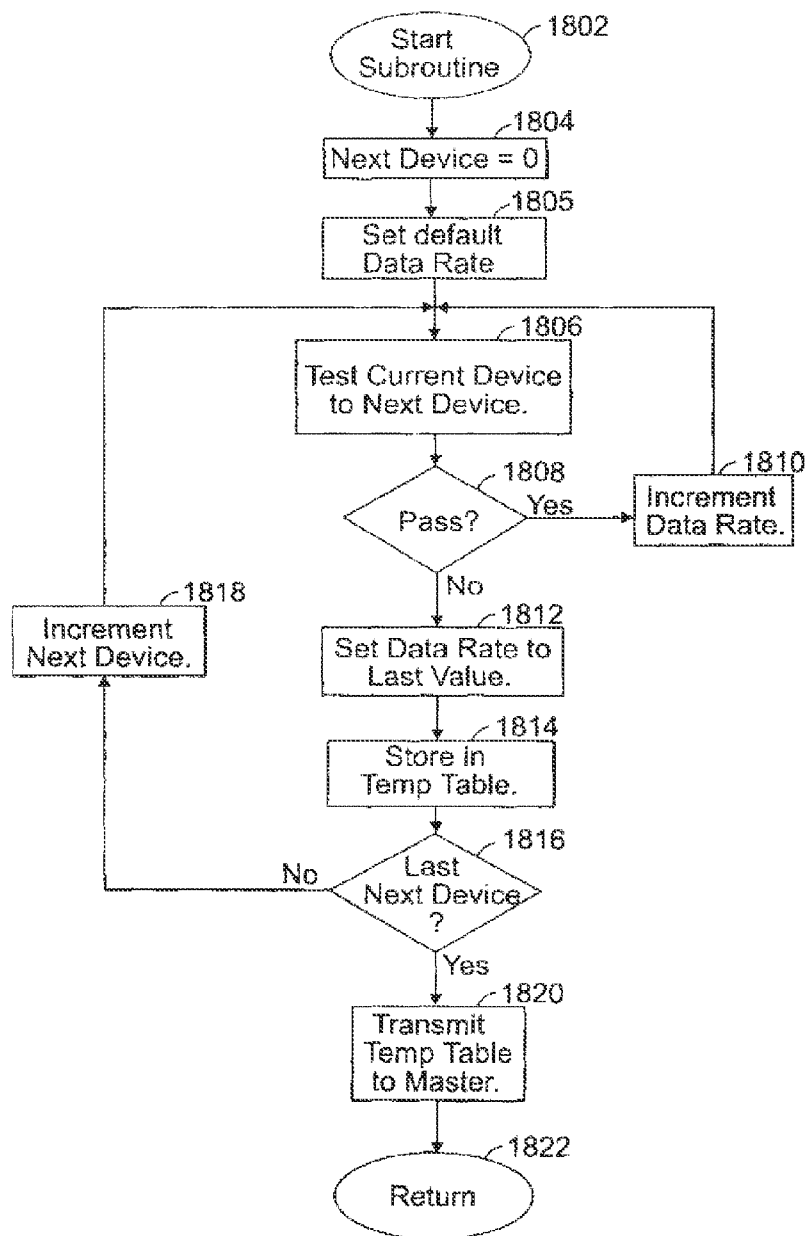 Start
Subroutine
1802
1804
Next Device = 0
1805
Set default
Data Rate
1806
Test Current Device
to Next Device.
1808
Pass?
Yes
1810
Increment
Data Rate.
No
1818
Increment
Next Device.
1812
Set Data Rate to
Last Value.
1814
Store in
Temp Table.
1816
Last
Next Device
?
No
Yes
1820
Transmit
Temp Table
to Master.
1822
Return